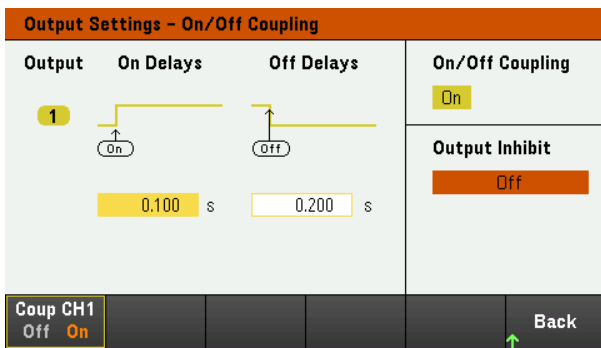 Output Settings - On/Off Coupling
Output On Delays Off Delays
1
On
Off
0.100 s 0.200 s
On/Off Coupling
On
Output Inhibit
Off
Coup CH1
Off On
Back